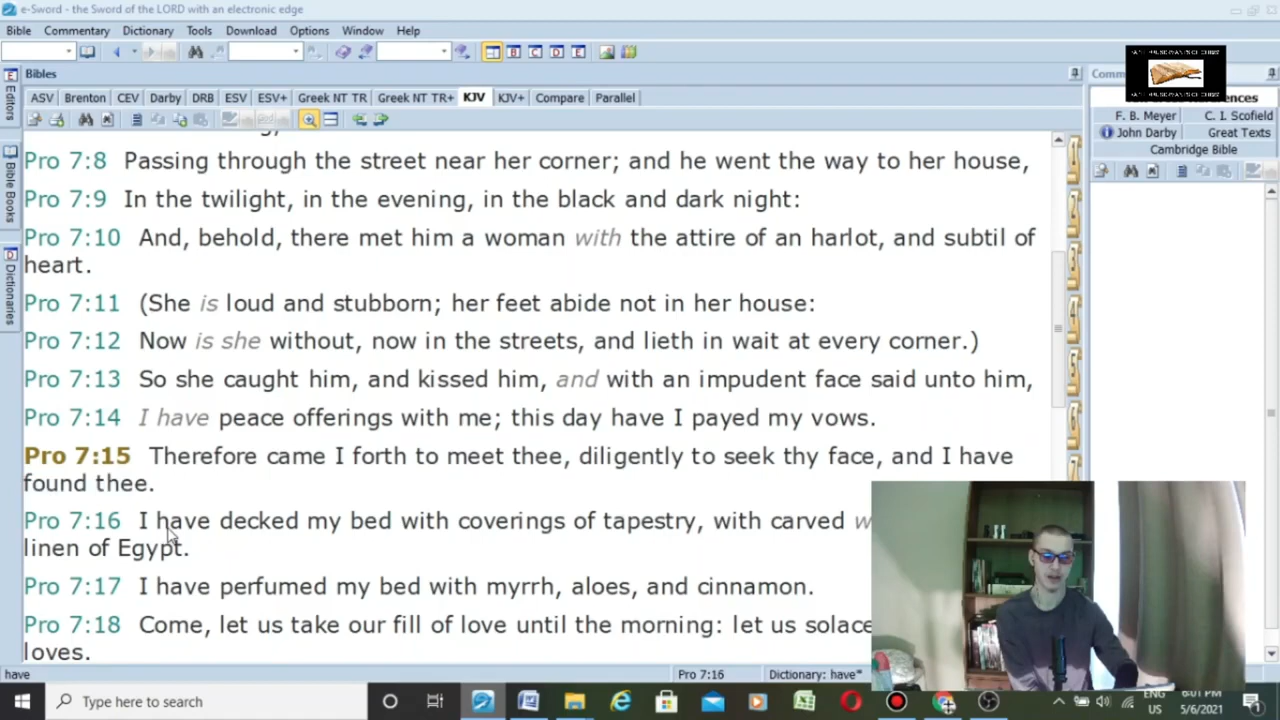 e-Sword - the Sword of the LORD with an electronic edge
Bible Commentary Dictionary Tools Download Options Window Help
Bibles
ASV Brenton CEV Darby DRB ESV ESV+ Greek NT TR Greek NT TR+ KJV KJV+ Compare Parallel
F. B. Meyer C. I. Scofield
John Darby Great Texts
Cambridge Bible
Editors
Bible Books
Dictionaries
Pro 7:8 Passing through the street near her corner; and he went the way to her house,
Pro 7:9 In the twilight, in the evening, in the black and dark night:
Pro 7:10 And, behold, there met him a woman with the attire of an harlot, and subtil of
heart.
Pro 7:11 (She is loud and stubborn; her feet abide not in her house:
Pro 7:12 Now is she without, now in the streets, and lieth in wait at every corner.)
Pro 7:13 So she caught him, and kissed him, and with an impudent face said unto him,
Pro 7:14 I have peace offerings with me; this day have I payed my vows.
Pro 7:15 Therefore came I forth to meet thee, diligently to seek thy face, and I have
found thee.
Pro 7:16 I have decked my bed with coverings of tapestry, with carved
linen of Egypt.
Pro 7:17 I have perfumed my bed with myrrh, aloes, and cinnamon.
Pro 7:18 Come, let us take our fill of love until the morning: let us solace
loves.
have Pro 7:16 Dictionary: have*
Type here to search
ENG 6:01 PM
US 5/6/2021